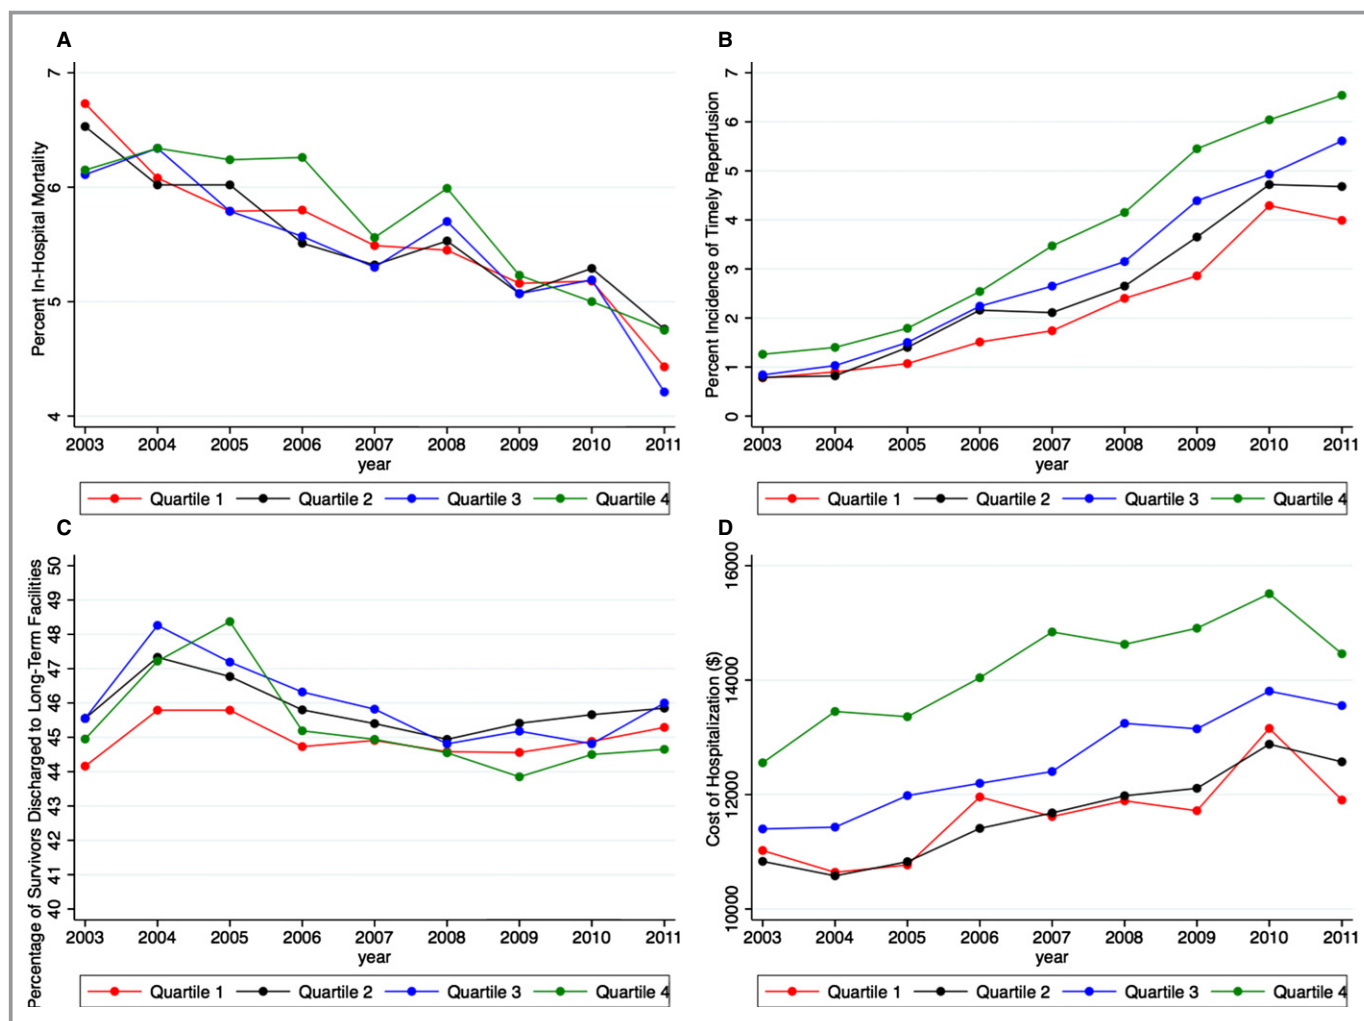 A
Percent In-Hospital Mortality
7
6
5
4
2003 2004 2005 2006 2007 2008 2009 2010 2011
year
Quartile 1 Quartile 2 Quartile 3 Quartile 4
B
Percent Incidence of Timely Reperfusion
7
6
5
4
3
2
1
0
2003 2004 2005 2006 2007 2008 2009 2010 2011
year
Quartile 1 Quartile 2 Quartile 3 Quartile 4
C
Percentage of Survivors Discharged to Long-Term Facilities
50
49
48
47
46
45
44
43
42
41
40
2003 2004 2005 2006 2007 2008 2009 2010 2011
year
Quartile 1 Quartile 2 Quartile 3 Quartile 4
D
Cost of Hospitalization ($)
16000
14000
12000
10000
2003 2004 2005 2006 2007 2008 2009 2010 2011
year
Quartile 1 Quartile 2 Quartile 3 Quartile 4